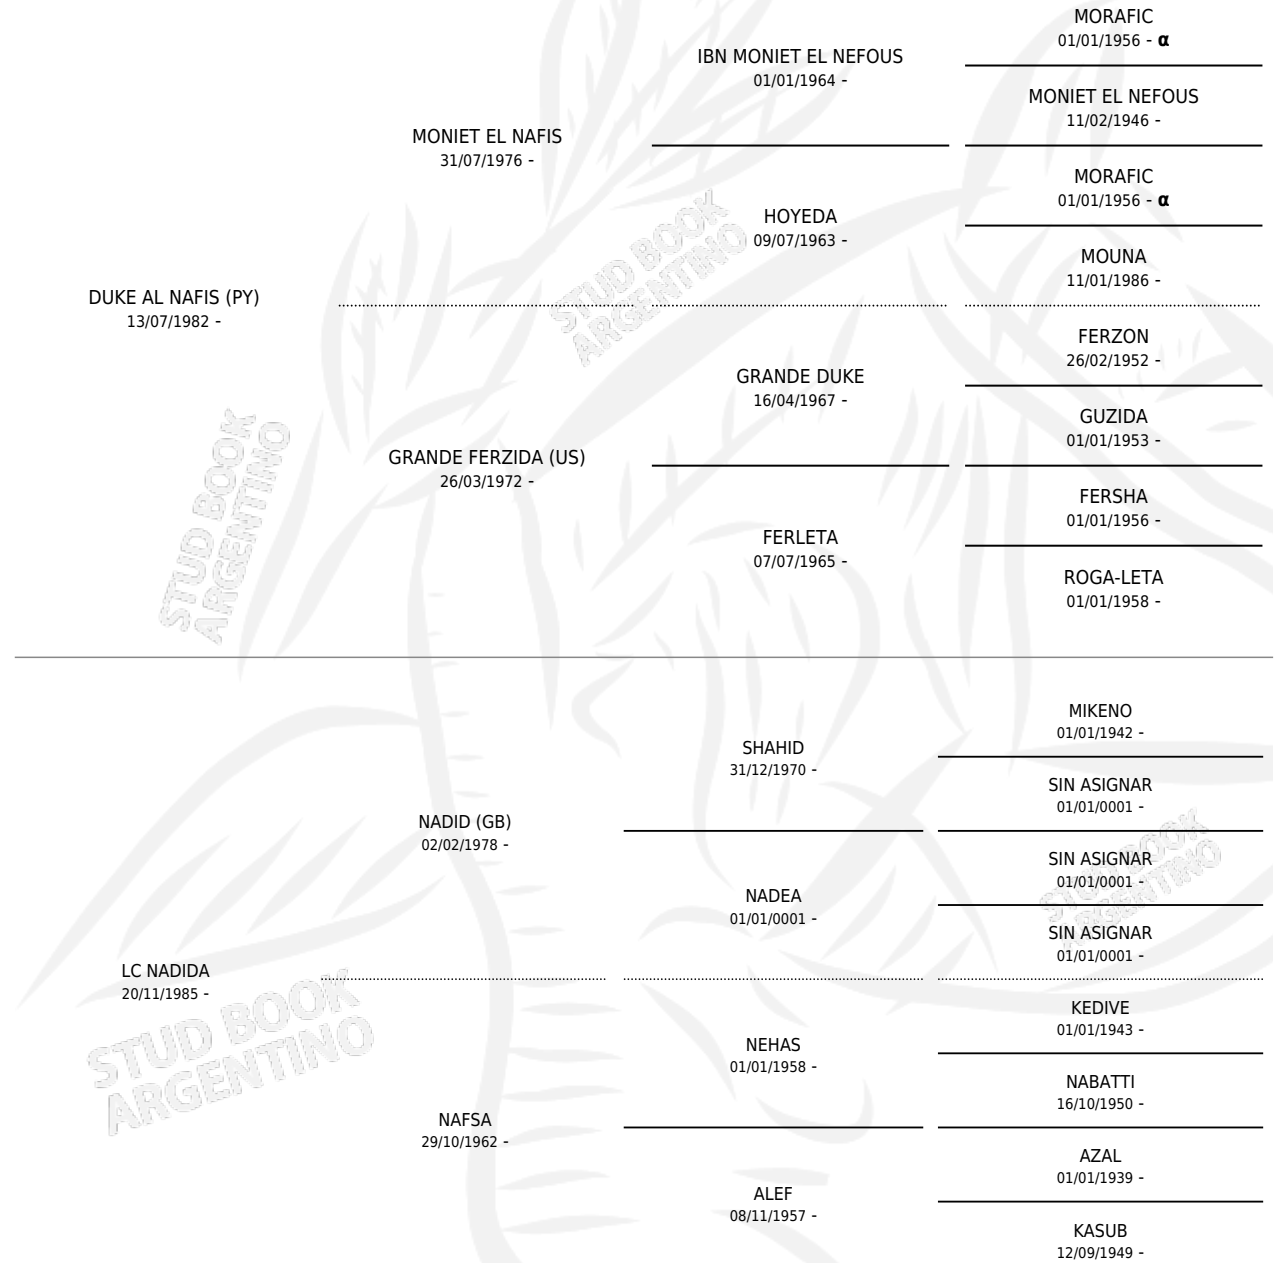 MORAFIC
01/01/1956 - α
IBN MONIET EL NEFOUS
01/01/1964 -
MONIET EL NEFOUS
11/02/1946 -
MONIET EL NAFIS
31/07/1976 -
MORAFIC
01/01/1956 - α
HOYEDA
09/07/1963 -
MOUNA
11/01/1986 -
DUKE AL NAFIS (PY)
13/07/1982 -
FERZON
26/02/1952 -
GRANDE DUKE
16/04/1967 -
GUZIDA
01/01/1953 -
GRANDE FERZIDA (US)
26/03/1972 -
FERSHA
01/01/1956 -
FERLETA
07/07/1965 -
ROGA-LETA
01/01/1958 -
STUD BOOK
ARGENTINO
STUD BOOK
ARGENTINO
MIKENO
01/01/1942 -
SHAHID
31/12/1970 -
SIN ASIGNAR
01/01/0001 -
NADID (GB)
02/02/1978 -
SIN ASIGNAR
01/01/0001 -
NADEA
01/01/0001 -
SIN ASIGNAR
01/01/0001 -
LC NADIDA
20/11/1985 -
KEDIVE
01/01/1943 -
NEHAS
01/01/1958 -
NABATTI
16/10/1950 -
NAFSA
29/10/1962 -
AZAL
01/01/1939 -
ALEF
08/11/1957 -
KASUB
12/09/1949 -
STUD BOOK
ARGENTINO
STUD BOOK
ARGENTINO